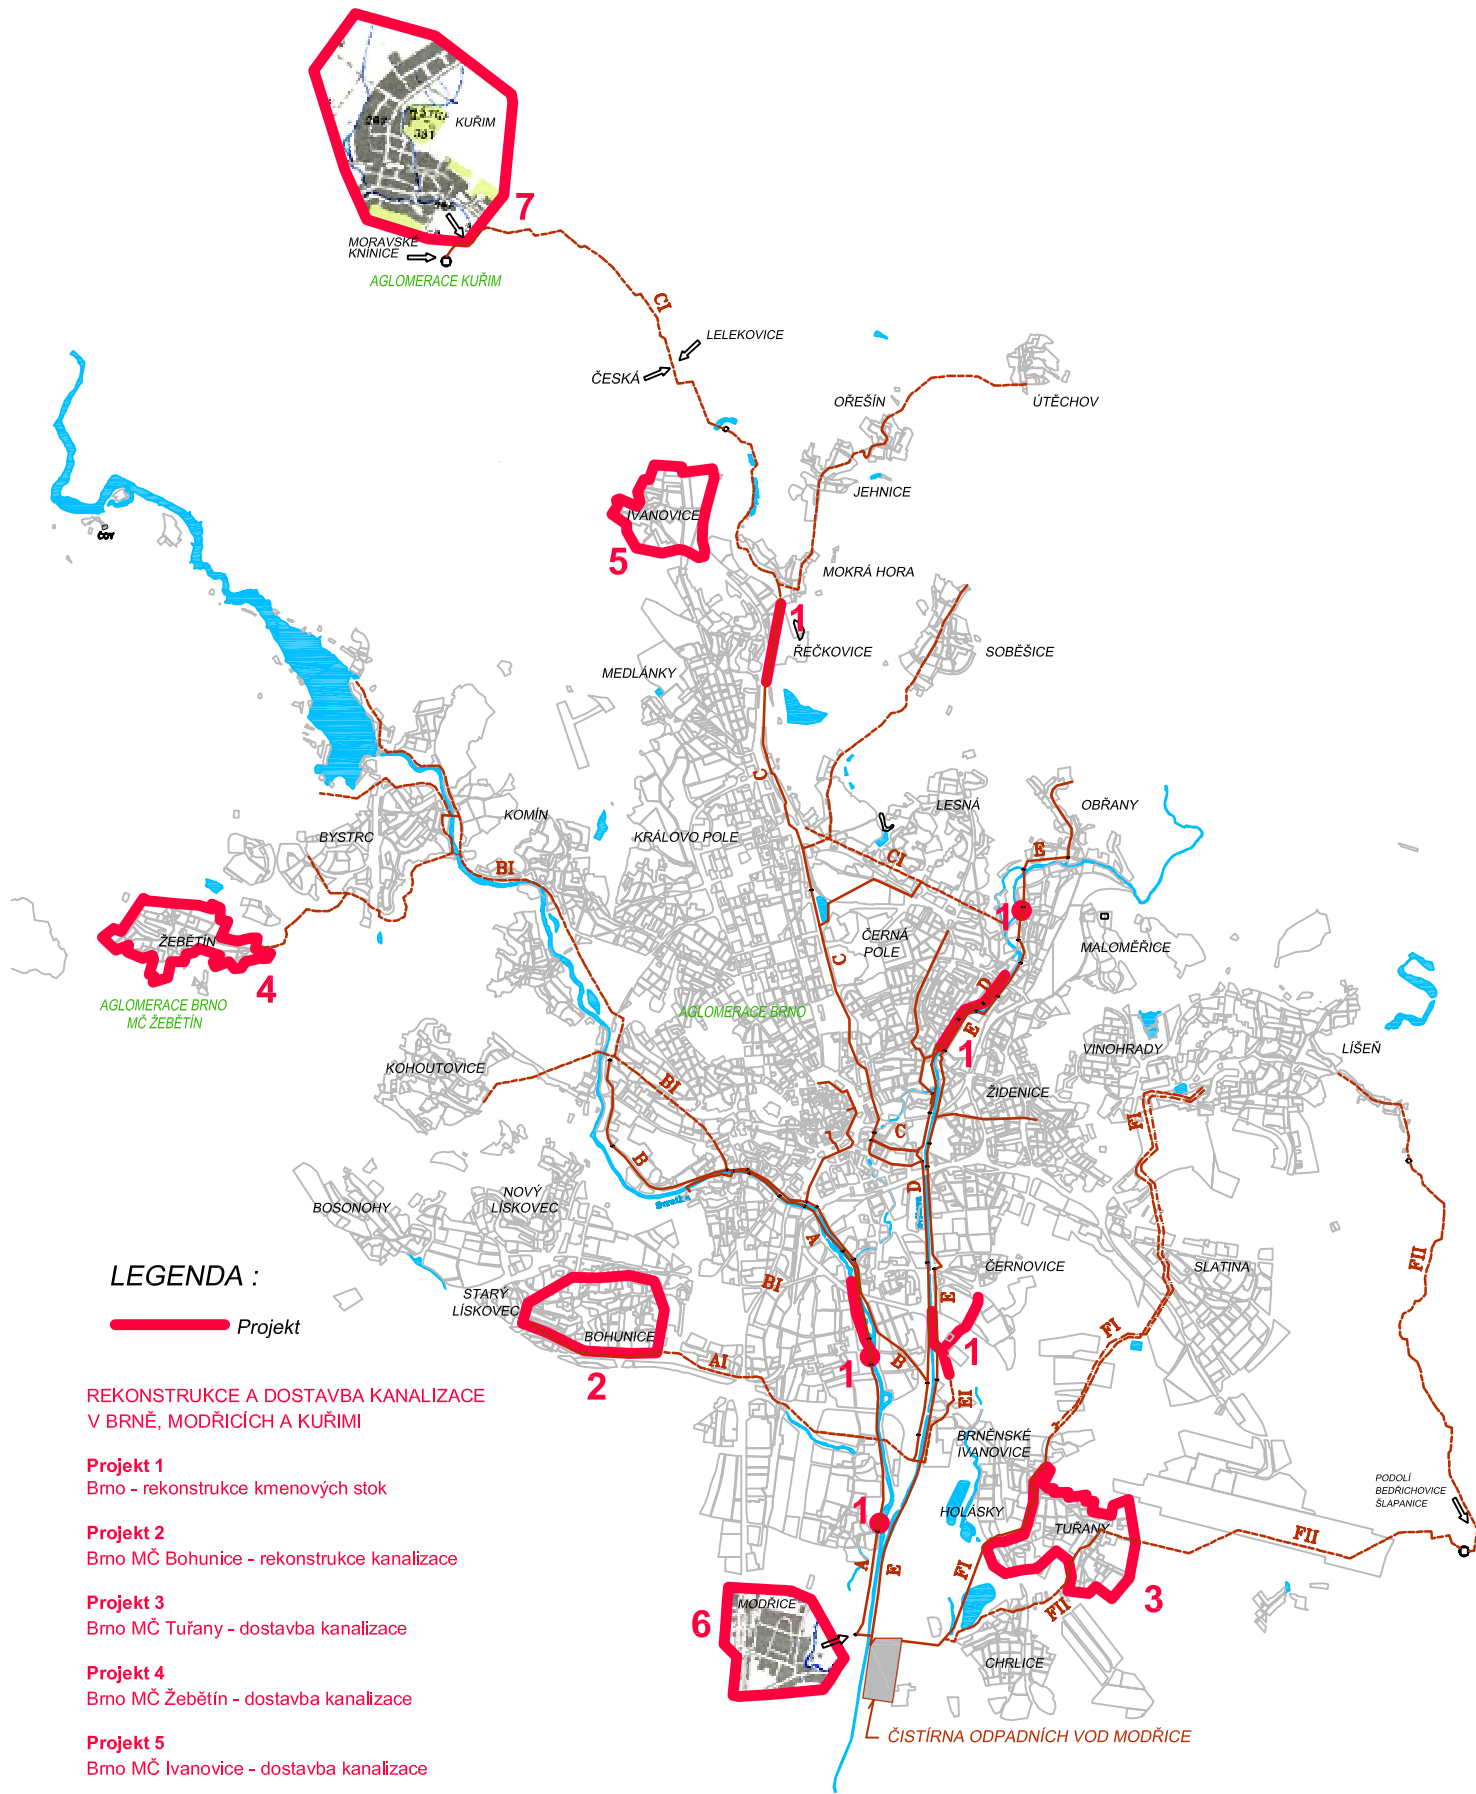 KUŘIM
7
MORAVSKÉ
KNÍNICE
AGLOMERACE KUŘIM
CI
LELEKOVICE
ČESKÁ
OŘEŠÍN
ÚTĚCHOV
JEHNICE
IVANOVICE
5
ČOV
MOKRÁ HORA
1
ŘEČKOVICE
SOBĚŠICE
MEDLÁNKY
C
LESNÁ
OBŘANY
KOMÍN
BYSTRC
KRÁLOVO POLE
CI
E
BI
1
ŽEBĚTÍN
4
ČERNÁ
POLE
C
MALOMĚŘICE
AGLOMERACE BRNO
MČ ŽEBĚTÍN
AGLOMERACE BRNO
D
E
1
VINOHRADY
LÍŠEŇ
KOHOUTOVICE
BI
ŽIDENICE
FI
C
B
D
NOVÝ
LÍSKOVEC
BOSONOHY
Svratka
A
BI
ČERNOVICE
SLATINA
FII
LEGENDA :
Projekt
STARÝ
LÍSKOVEC
BOHUNICE
2
AI
E
FI
1
B
1
EI
REKONSTRUKCE A DOSTAVBA KANALIZACE
V BRNĚ, MODŘICÍCH A KUŘIMI
BRNĚNSKÉ
IVANOVICE
Projekt 1
Brno - rekonstrukce kmenových stok
PODOLÍ
BEDŘICHOVICE
ŠLAPANICE
1
HOLÁSKY
TUŘANY
FII
Projekt 2
Brno MČ Bohunice - rekonstrukce kanalizace
A
E
FI
FII
3
Projekt 3
Brno MČ Tuřany - dostavba kanalizace
6
MODŘICE
CHRLICE
Projekt 4
Brno MČ Žebětín - dostavba kanalizace
ČISTÍRNA ODPADNÍCH VOD MODŘICE
Projekt 5
Brno MČ Ivanovice - dostavba kanalizace